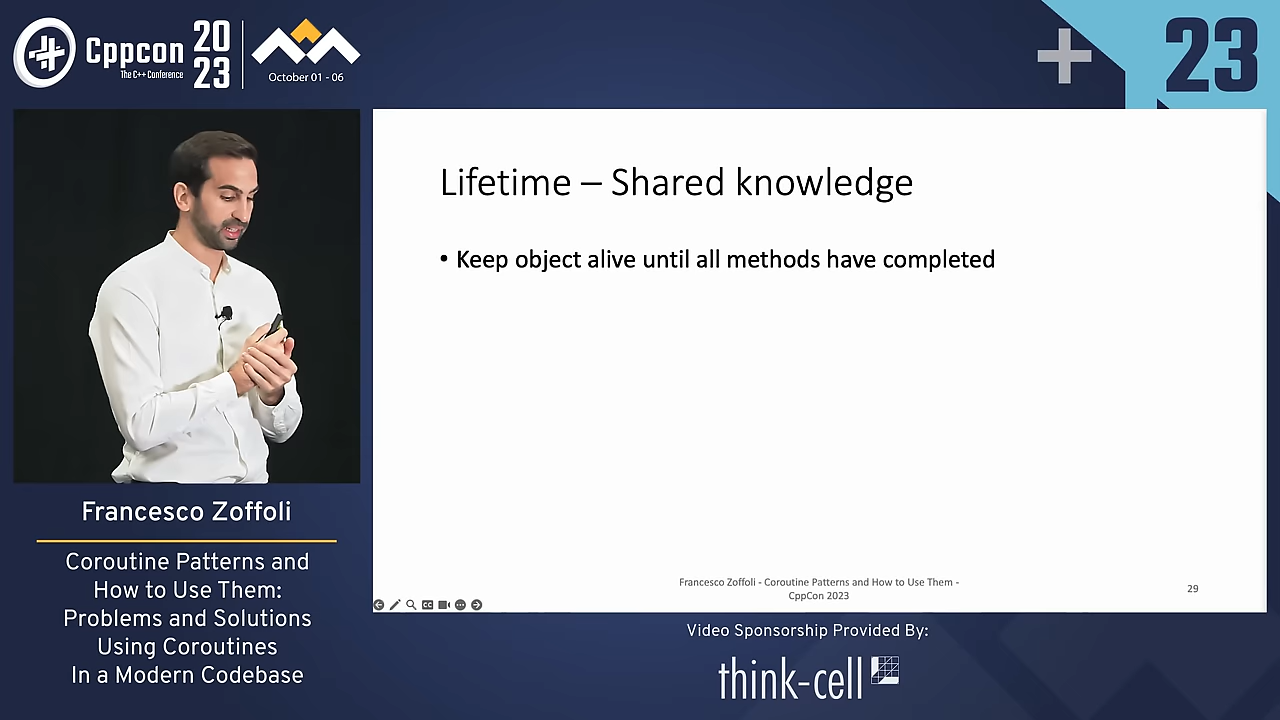 Cppcon
The C++ Conference
20
23
October 01 - 06
23
Lifetime – Shared knowledge
• Keep object alive until all methods have completed
Francesco Zoffoli - Coroutine Patterns and How to Use Them -
CppCon 2023
29
Francesco Zoffoli
Coroutine Patterns and
How to Use Them:
Problems and Solutions
Using Coroutines
In a Modern Codebase
Video Sponsorship Provided By:
think-cell